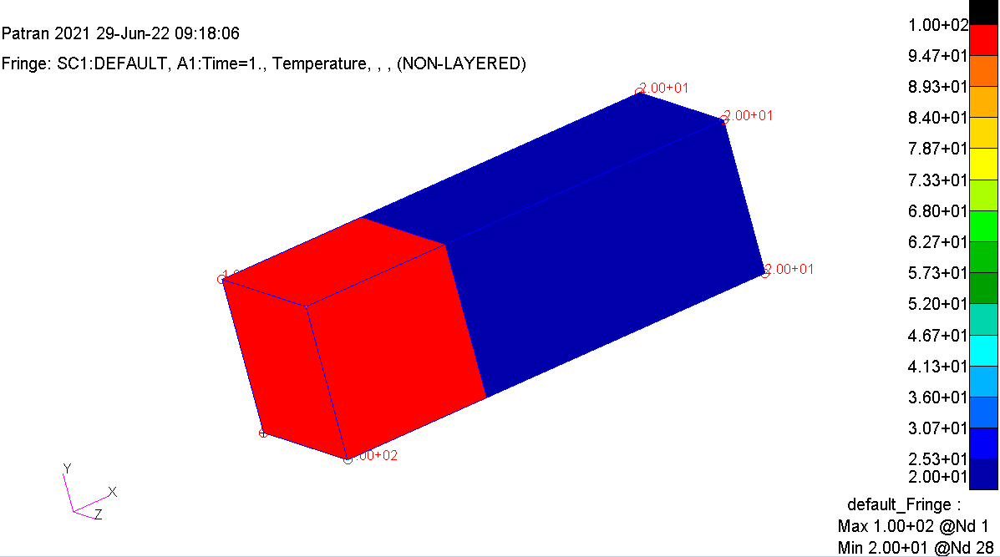 Patran 2021 29-Jun-22 09:18:06
Fringe: SC1:DEFAULT, A1:Time=1., Temperature, , , (NON-LAYERED)
1.00+02
9.47+01
8.93+01
8.40+01
7.87+01
7.33+01
6.80+01
6.27+01
5.73+01
5.20+01
4.67+01
4.13+01
3.60+01
3.07+01
2.53+01
2.00+01
2.00+01
2.00+01
2.00+01
.00+02
Y
X
Z
default_Fringe :
Max 1.00+02 @Nd 1
Min 2.00+01 @Nd 28